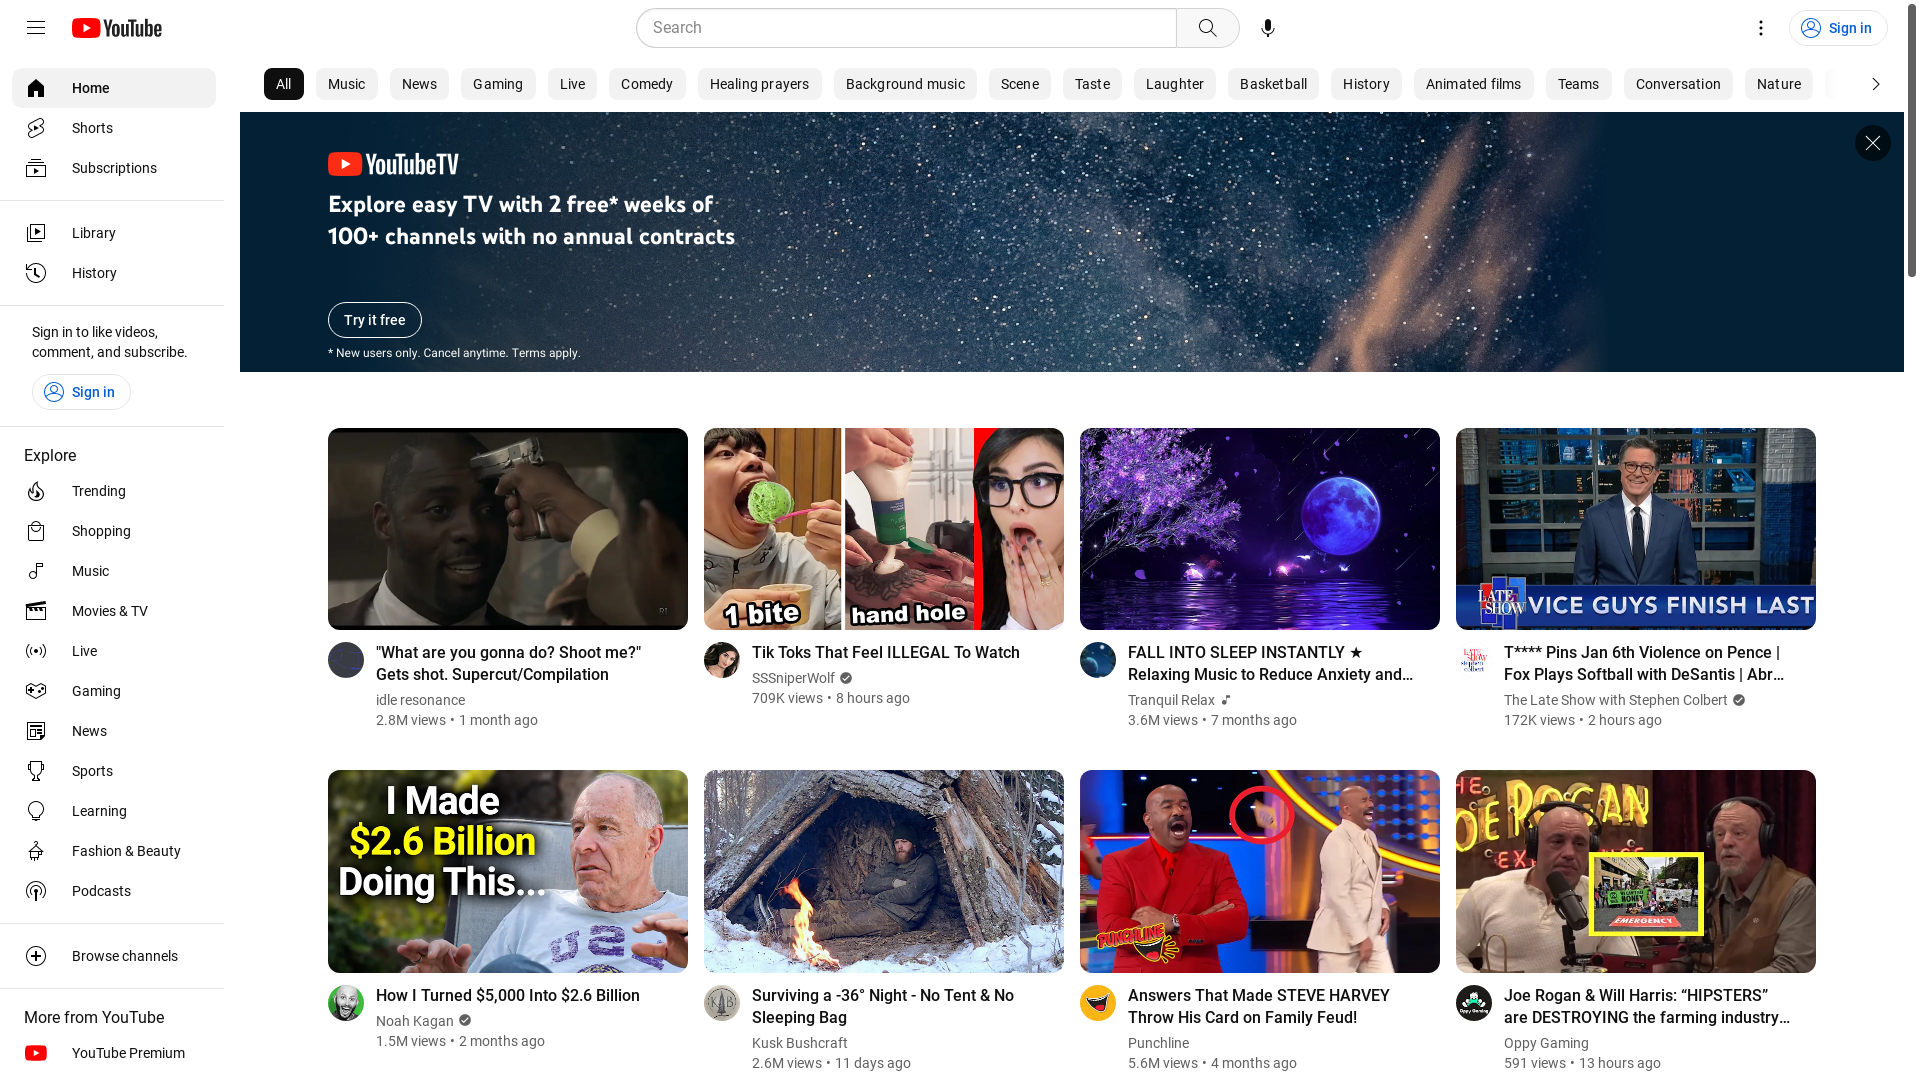 YouTube
Search
Sign in
Home
Shorts
Subscriptions
Library
History
Sign in to like videos,
comment, and subscribe.
Sign in
Explore
Trending
Shopping
Music
Movies & TV
Live
Gaming
News
Sports
Learning
Fashion & Beauty
Podcasts
Browse channels
More from YouTube
YouTube Premium
All
Music
News
Gaming
Live
Comedy
Healing prayers
Background music
Scene
Taste
Laughter
Basketball
History
Animated films
Teams
Conversation
Nature
YouTubeTV
Explore easy TV with 2 free* weeks of
100+ channels with no annual contracts
Try it free
* New users only. Cancel anytime. Terms apply.
"What are you gonna do? Shoot me?"
Gets shot. Supercut/Compilation
idle resonance
2.8M views • 1 month ago
1 bite
hand hole
Tik Toks That Feel ILLEGAL To Watch
SSSniperWolf
709K views • 8 hours ago
FALL INTO SLEEP INSTANTLY ★
Relaxing Music to Reduce Anxiety and...
Tranquil Relax
3.6M views • 7 months ago
LATE SHOW
VICE GUYS FINISH LAST
T**** Pins Jan 6th Violence on Pence |
Fox Plays Softball with DeSantis | Abr...
The Late Show with Stephen Colbert
172K views • 2 hours ago
I Made
$2.6 Billion
Doing This...
How I Turned $5,000 Into $2.6 Billion
Noah Kagan
1.5M views • 2 months ago
Surviving a -36° Night - No Tent & No
Sleeping Bag
Kusk Bushcraft
2.6M views • 11 days ago
PUNCHLINE
Answers That Made STEVE HARVEY
Throw His Card on Family Feud!
Punchline
5.6M views • 4 months ago
HE
JOE ROGAN
EMERGENCY
Oppy Gaming
Joe Rogan & Will Harris: “HIPSTERS”
are DESTROYING the farming industry...
Oppy Gaming
591 views • 13 hours ago